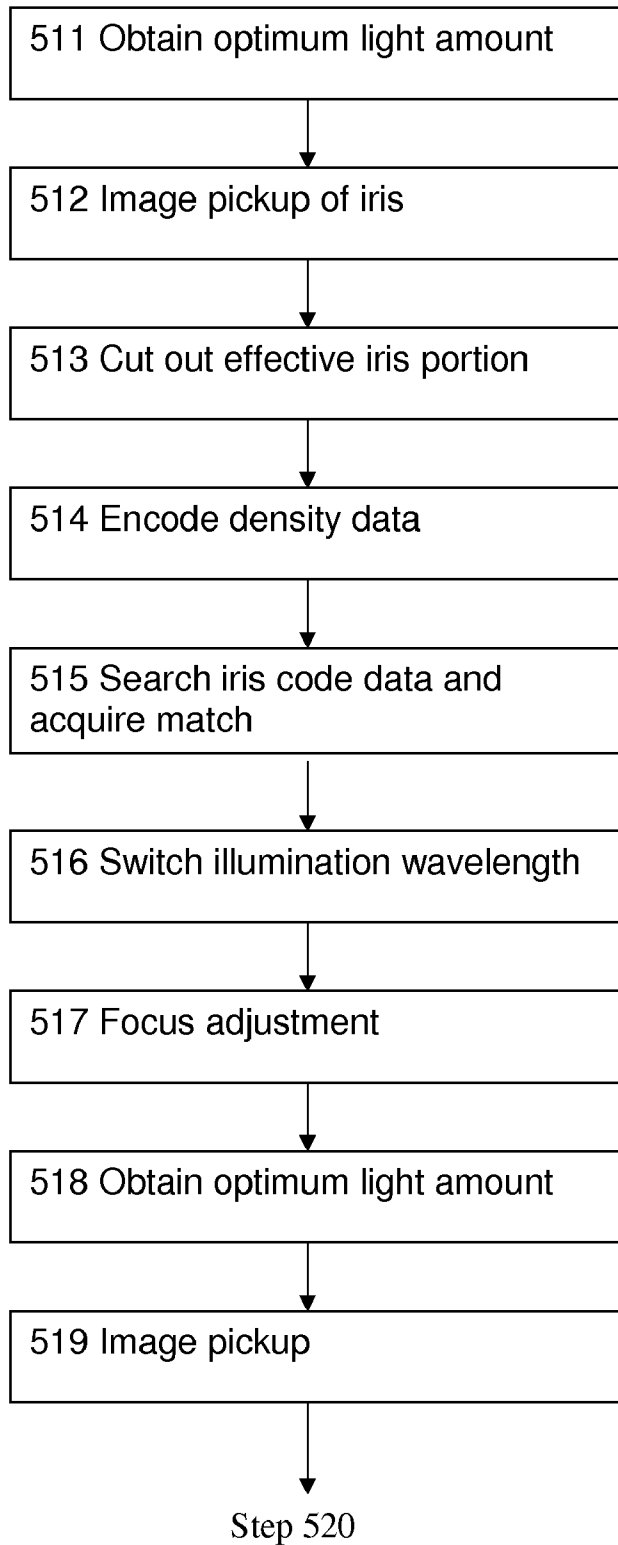 511 Obtain optimum light amount
512 Image pickup of iris
513 Cut out effective iris portion
514 Encode density data
515 Search iris code data and
acquire match
516 Switch illumination wavelength
517 Focus adjustment
518 Obtain optimum light amount
519 Image pickup
Step 520